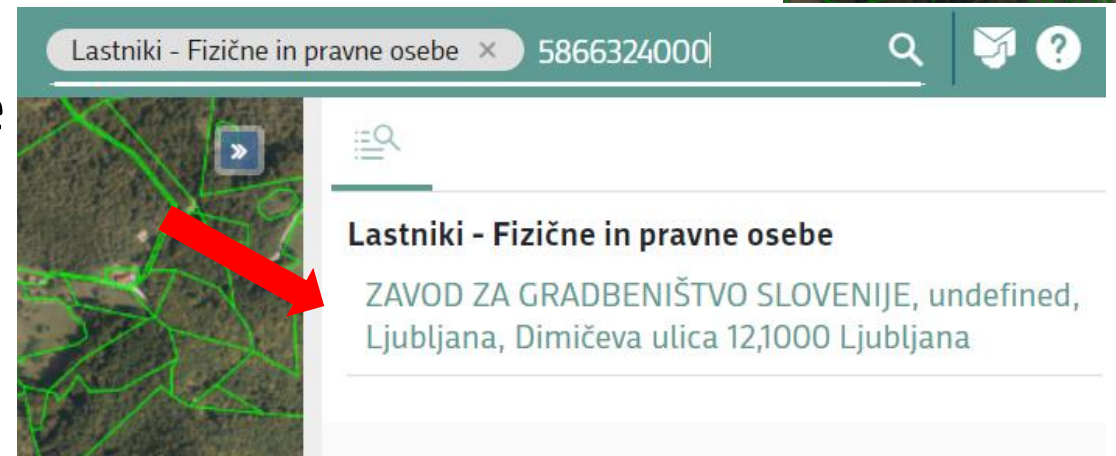 Lastniki - Fizične in pravne osebe × 5866324000
e
Lastniki - Fizične in pravne osebe
ZAVOD ZA GRADBENIŠTVO SLOVENIJE, undefined,
Ljubljana, Dimičeva ulica 12,1000 Ljubljana